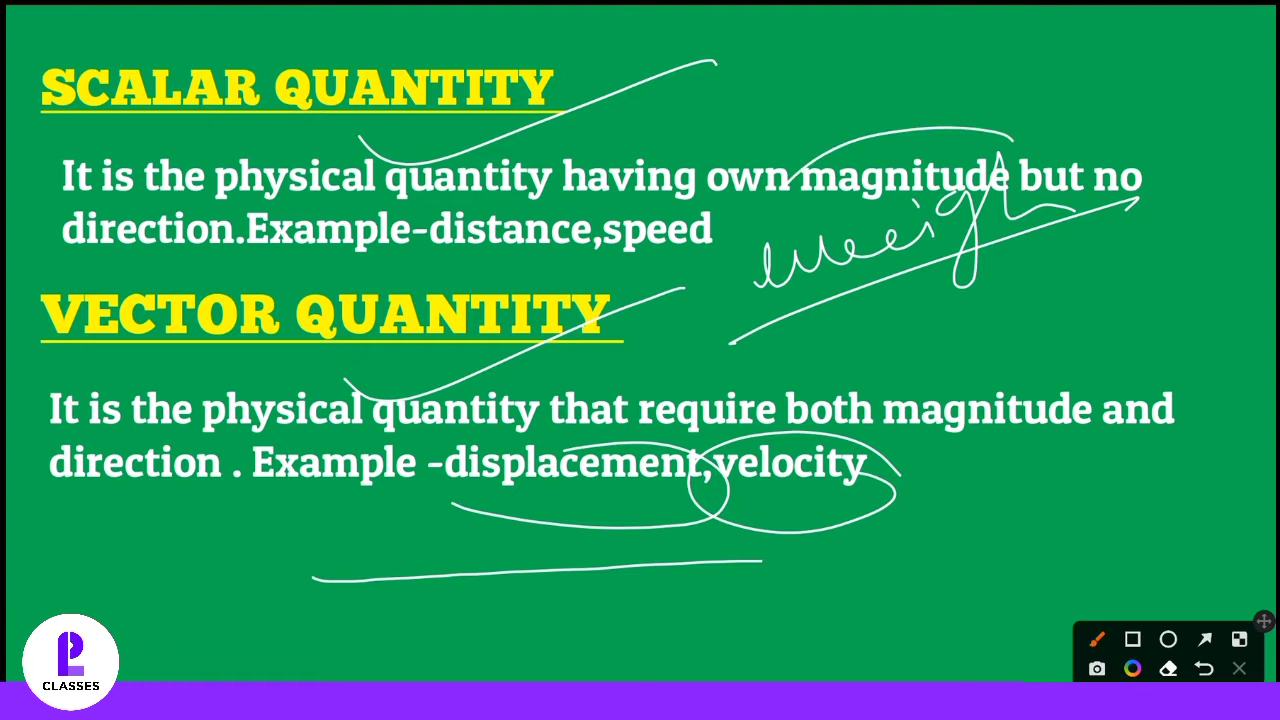 SCALAR QUANTITY
It is the physical quantity having own magnitude but no
direction.Example-distance,speed
VECTOR QUANTITY
It is the physical quantity that require both magnitude and
direction . Example -displacement,velocity
CLASSES